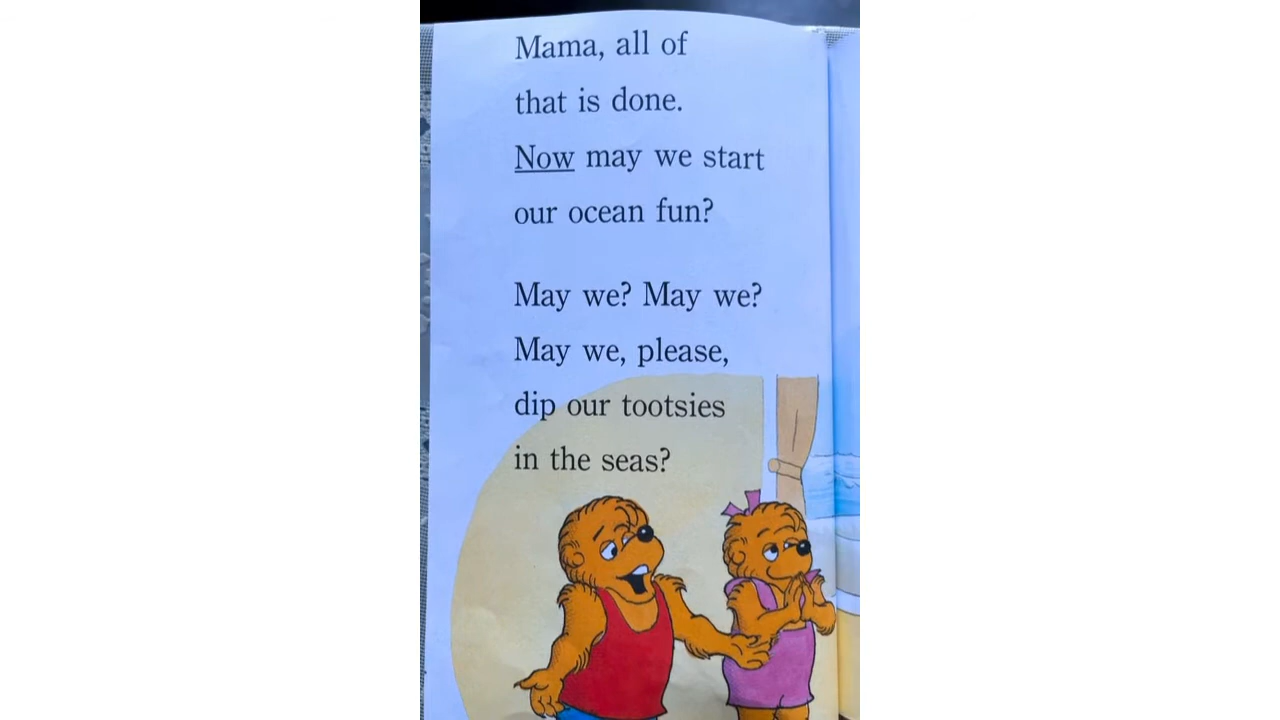 Mama, all of
that is done.
Now may we start
our ocean fun?
May we? May we?
May we, please,
dip our tootsies
in the seas?